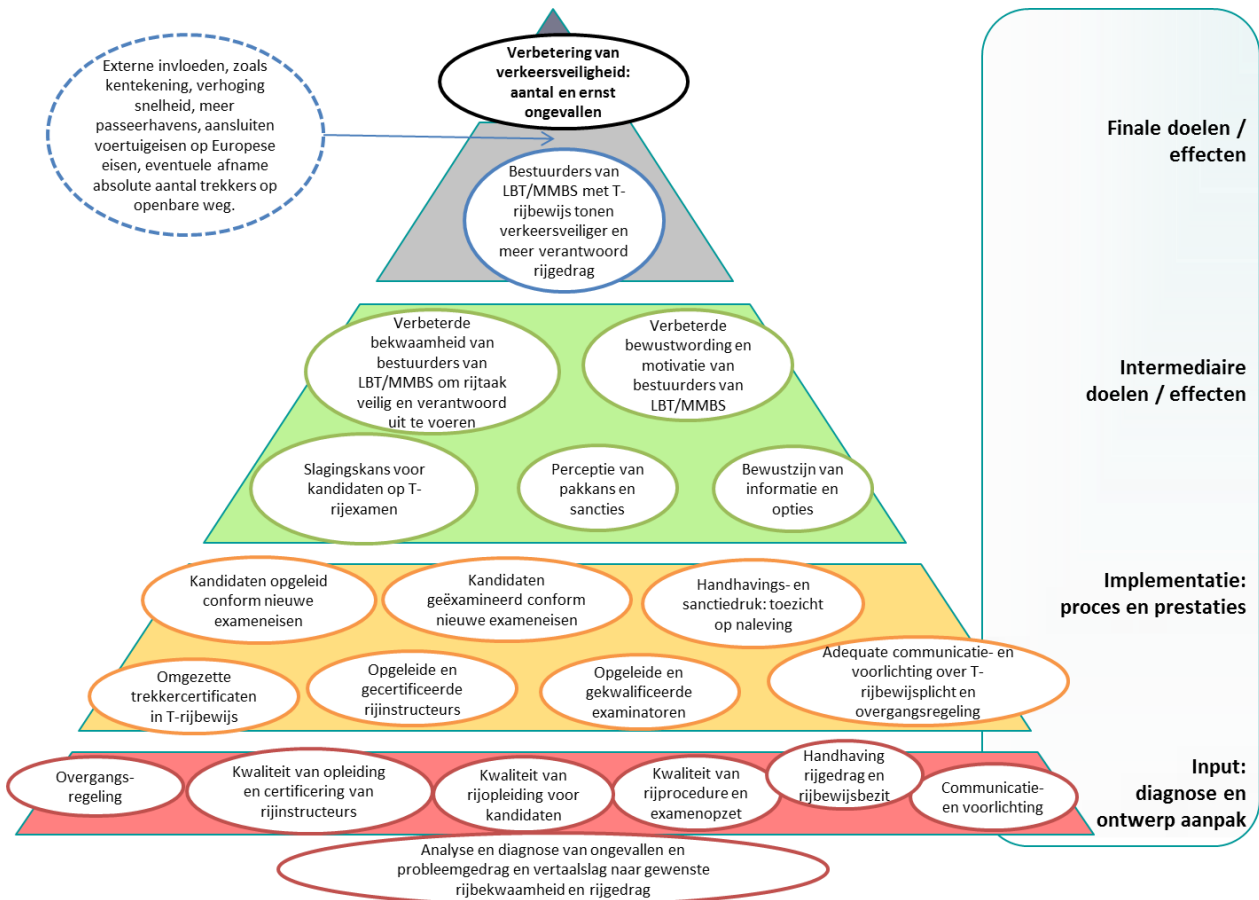 Verbetering van
verkeersveiligheid:
aantal en ernst
ongevallen
Externe invloeden, zoals
kentekening, verhoging
snelheid, meer
passeerhavens, aansluiten
voertuigeisen op Europese
eisen, eventuele afname
absolute aantal trekkers op
openbare weg.
Bestuurders van
LBT/MMBS met T-
rijbewijs tonen
verkeersveiliger en
meer verantwoord
rijgedrag
Finale doelen /
effecten
Verbeterde
bekwaamheid van
bestuurders van
LBT/MMBS om rijtaak
veilig en verantwoord
uit te voeren
Verbeterde
bewustwording en
motivatie van
bestuurders van
LBT/MMBS
Intermediaire
doelen / effecten
Slagingskans voor
kandidaten op T-
rijexamen
Perceptie van
pakkans en
sancties
Bewustzijn van
informatie en
opties
Kandidaten opgeleid
conform nieuwe
exameneisen
Kandidaten
geëxamineerd conform
nieuwe exameneisen
Handhavings- en
sanctiedruk: toezicht
op naleving
Implementatie:
proces en prestaties
Omgezette
trekkercertificaten
in T-rijbewijs
Opgeleide en
gecertificeerde
rijinstructeurs
Opgeleide en
gekwalificeerde
examinatoren
Adequate communicatie- en
voorlichting over T-
rijbewijsplicht en
overgangsregeling
Overgangs-
regeling
Kwaliteit van opleiding
en certificering van
rijinstructeurs
Kwaliteit van
rijopleiding voor
kandidaten
Kwaliteit van
rijprocedure en
examenopzet
Handhaving
rijgedrag en
rijbewijsbezit
Communicatie-
en voorlichting
Input:
diagnose en
ontwerp aanpak
Analyse en diagnose van ongevallen en
probleemgedrag en vertaalslag naar gewenste
rijbekwaamheid en rijgedrag